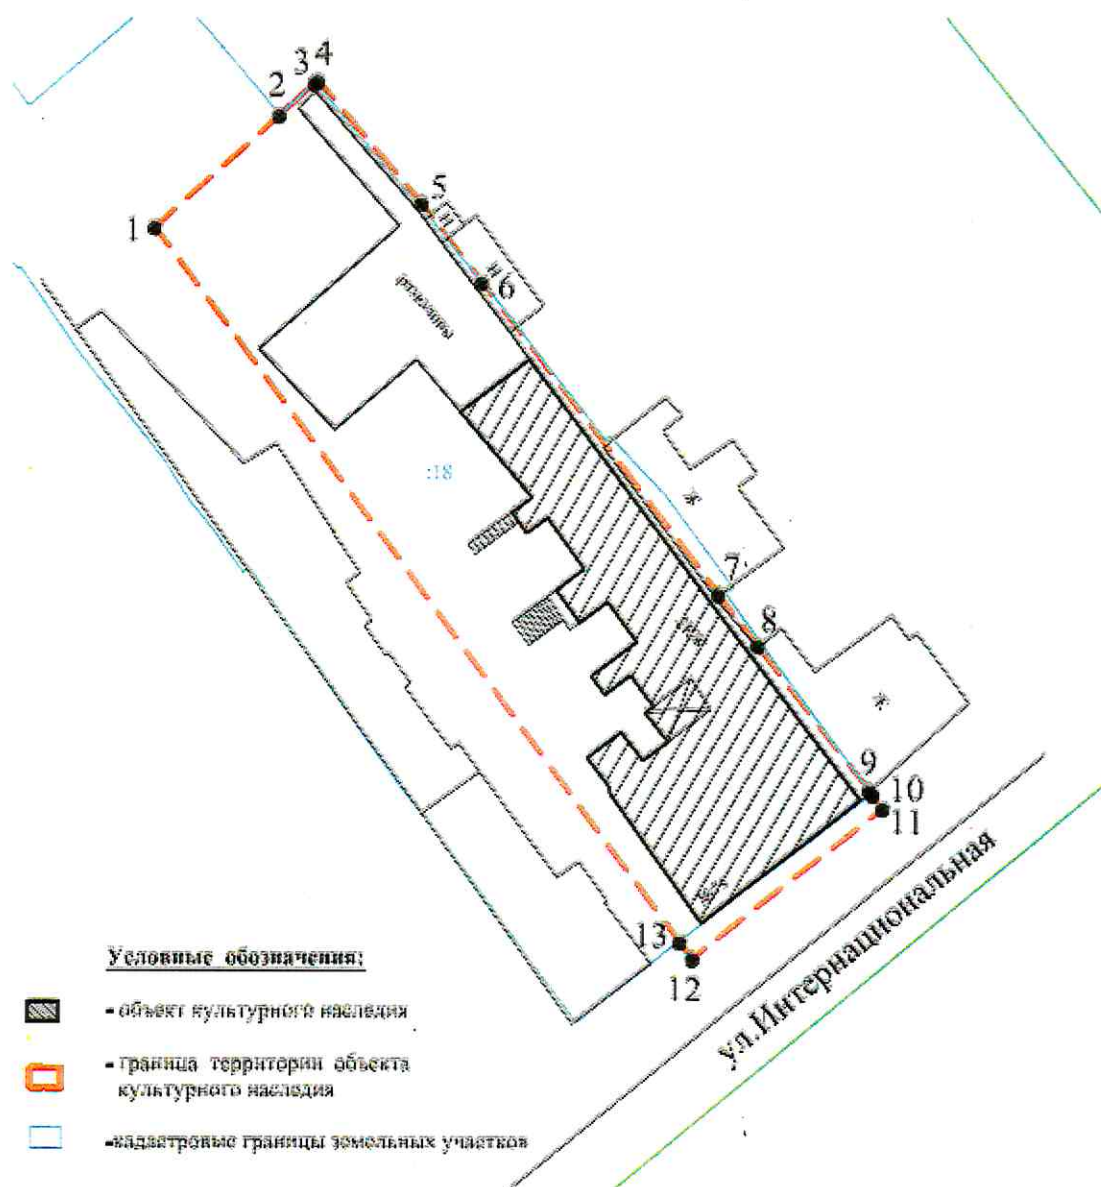 3 4
2
5
1
Н
Н
6
:18
Ж
7
8
Ж
9
10
11
13
12
ул.Интернациональная
Условные обозначения:
- объект культурного наследия
- граница территории объекта
культурного наследия
-кадастровые границы земельных участков